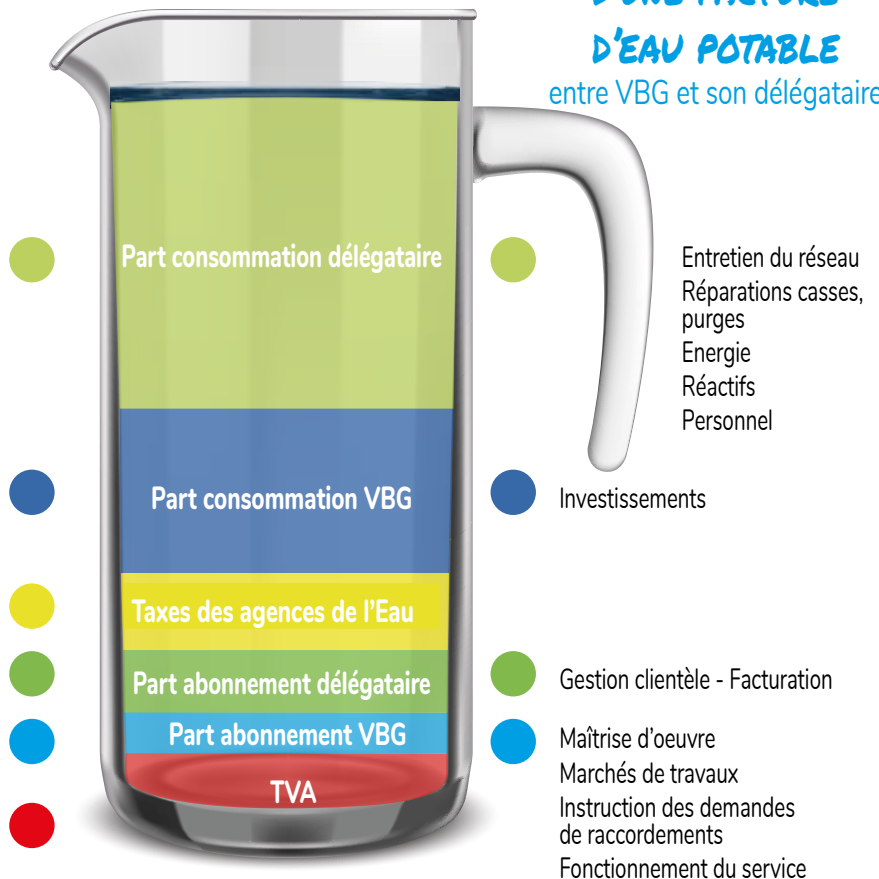 D'UNE FACTURE
D'EAU POTABLE
entre VBG et son délégataire
Part consommation délégataire
Entretien du réseau
Réparations casses,
purges
Energie
Réactifs
Personnel
Part consommation VBG
Investissements
Taxes des agences de l'Eau
Part abonnement délégataire
Gestion clientèle - Facturation
Part abonnement VBG
Maîtrise d'oeuvre
Marchés de travaux
TVA
Instruction des demandes
de raccordements
Fonctionnement du service